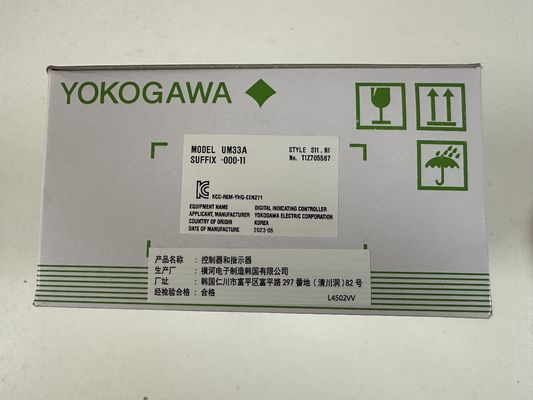 YOKOGAWA
MODEL UM33A
SUFFIX -000-11
STYLE S11 . R1
No. T1Z705587
KCC-REM-YHQ-EEN271
EQUIPMENT NAME DIGITAL INDICATING CONTROLLER
APPLICANT, MANUFACTURER YOKOGAWA ELECTRIC CORPORATION
COUNTRY OF ORIGIN KOREA
DATE OF MANUFACTURE 2023-06
产品名称： 控制器和指示器
生产厂： 横河电子制造韩国有限公司
厂址： 韩国仁川市富平区富平路 297 番地（清川洞）82 号
经检验合格： 合格
L4502VV